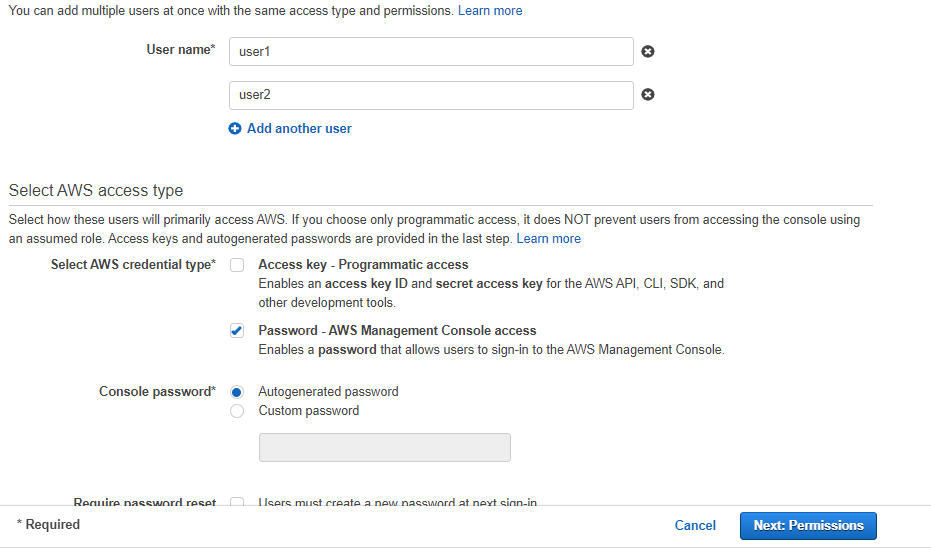 You can add multiple users at once with the same access type and permissions. Learn more
User name*
user1
user2
Add another user
Select AWS access type
Select how these users will primarily access AWS. If you choose only programmatic access, it does NOT prevent users from accessing the console using
an assumed role. Access keys and autogenerated passwords are provided in the last step. Learn more
Select AWS credential type*
Access key - Programmatic access
Enables an access key ID and secret access key for the AWS API, CLI, SDK, and
other development tools.
Password - AWS Management Console access
Enables a password that allows users to sign-in to the AWS Management Console.
Console password*
Autogenerated password
Custom password
Require password reset
Users must create a new password at next sign-in
* Required
Cancel
Next: Permissions